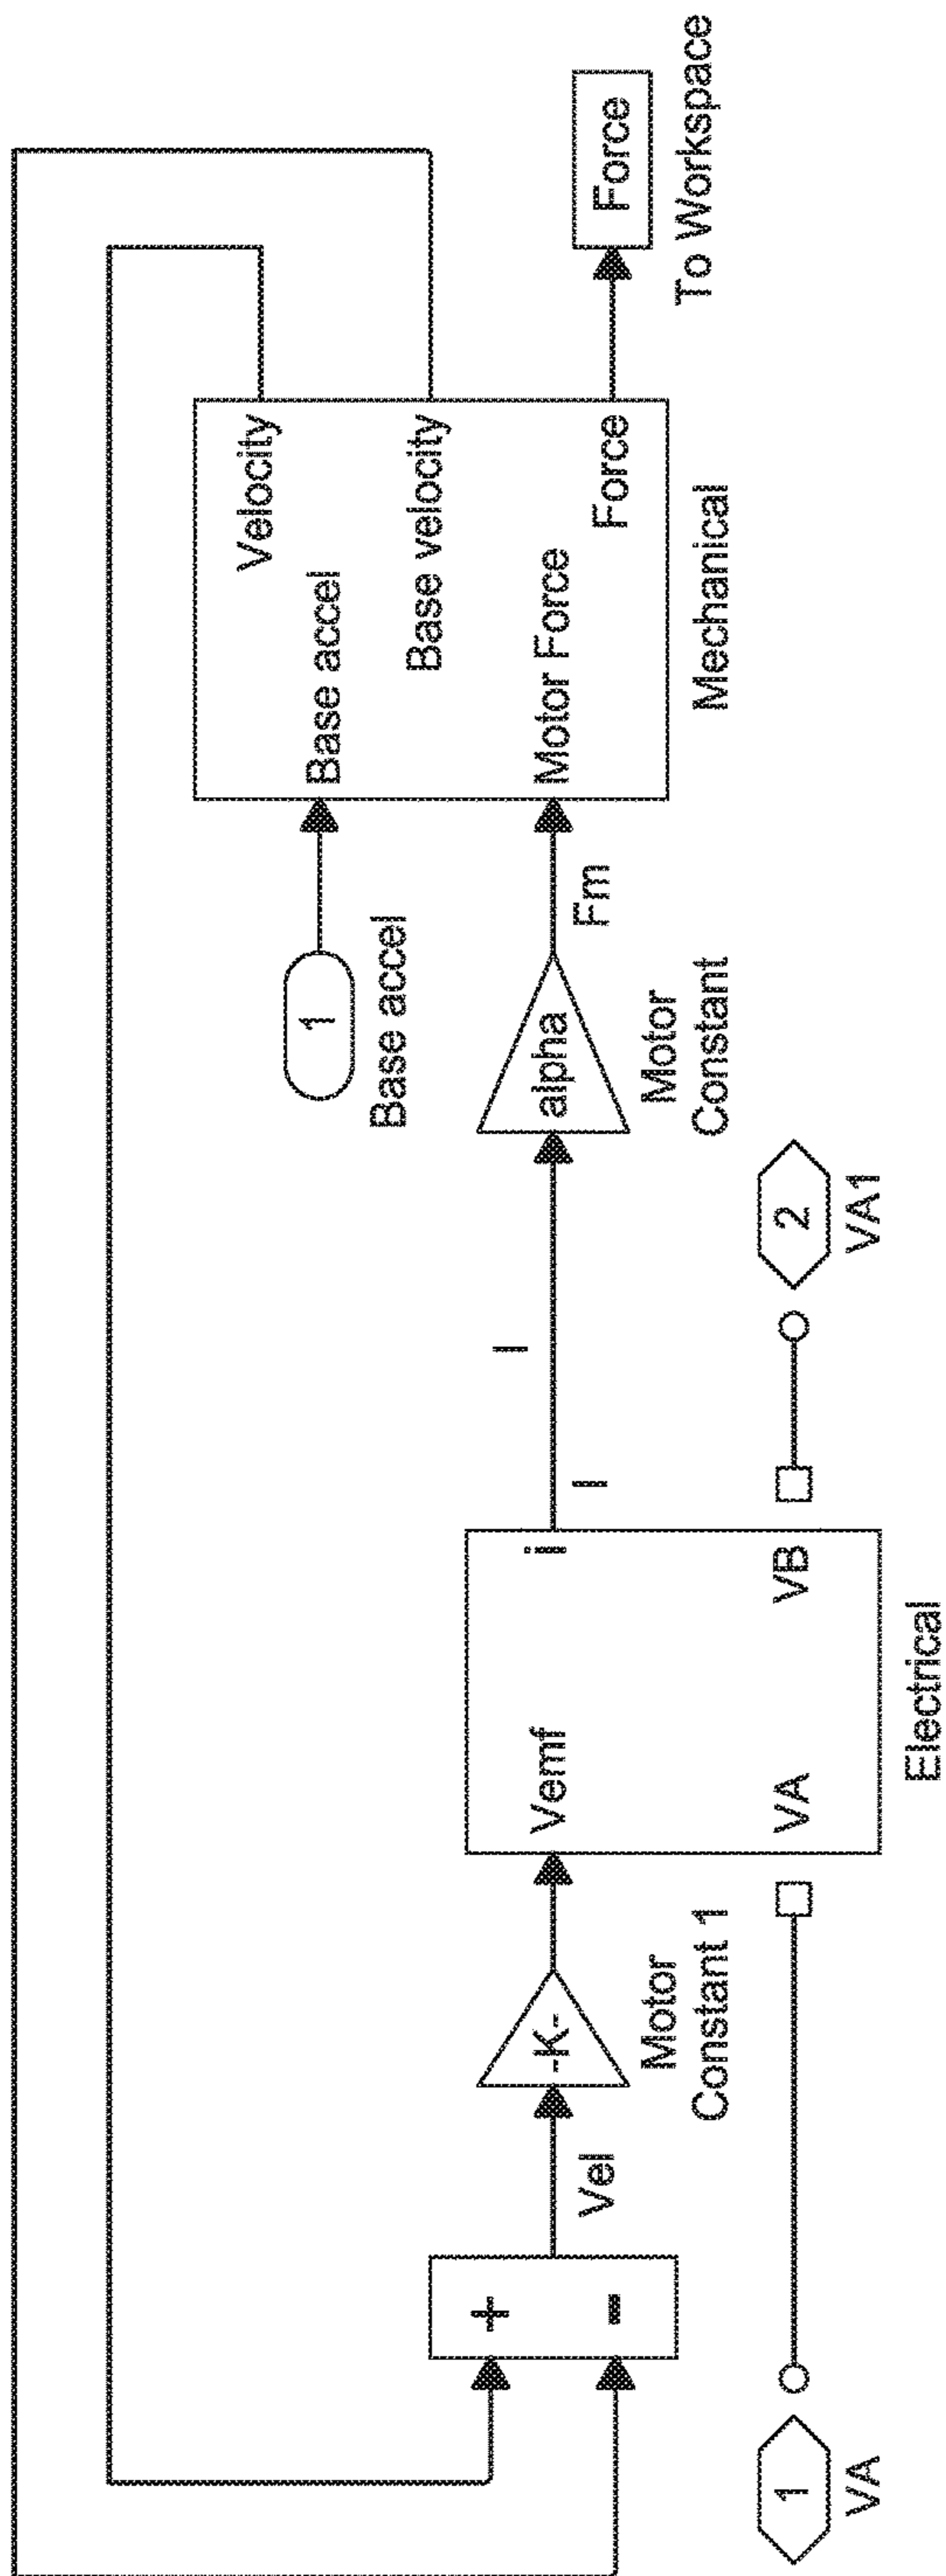 Velocity
Base accel
Base velocity
Motor Force
Force
Mechanical
Force
To Workspace
1
Base accel
Fm
alpha
Motor
Constant
I
I
2
VA1
Vemf
i
VA
VB
Electrical
-K-
Motor
Constant 1
Vel
+
−
1
VA